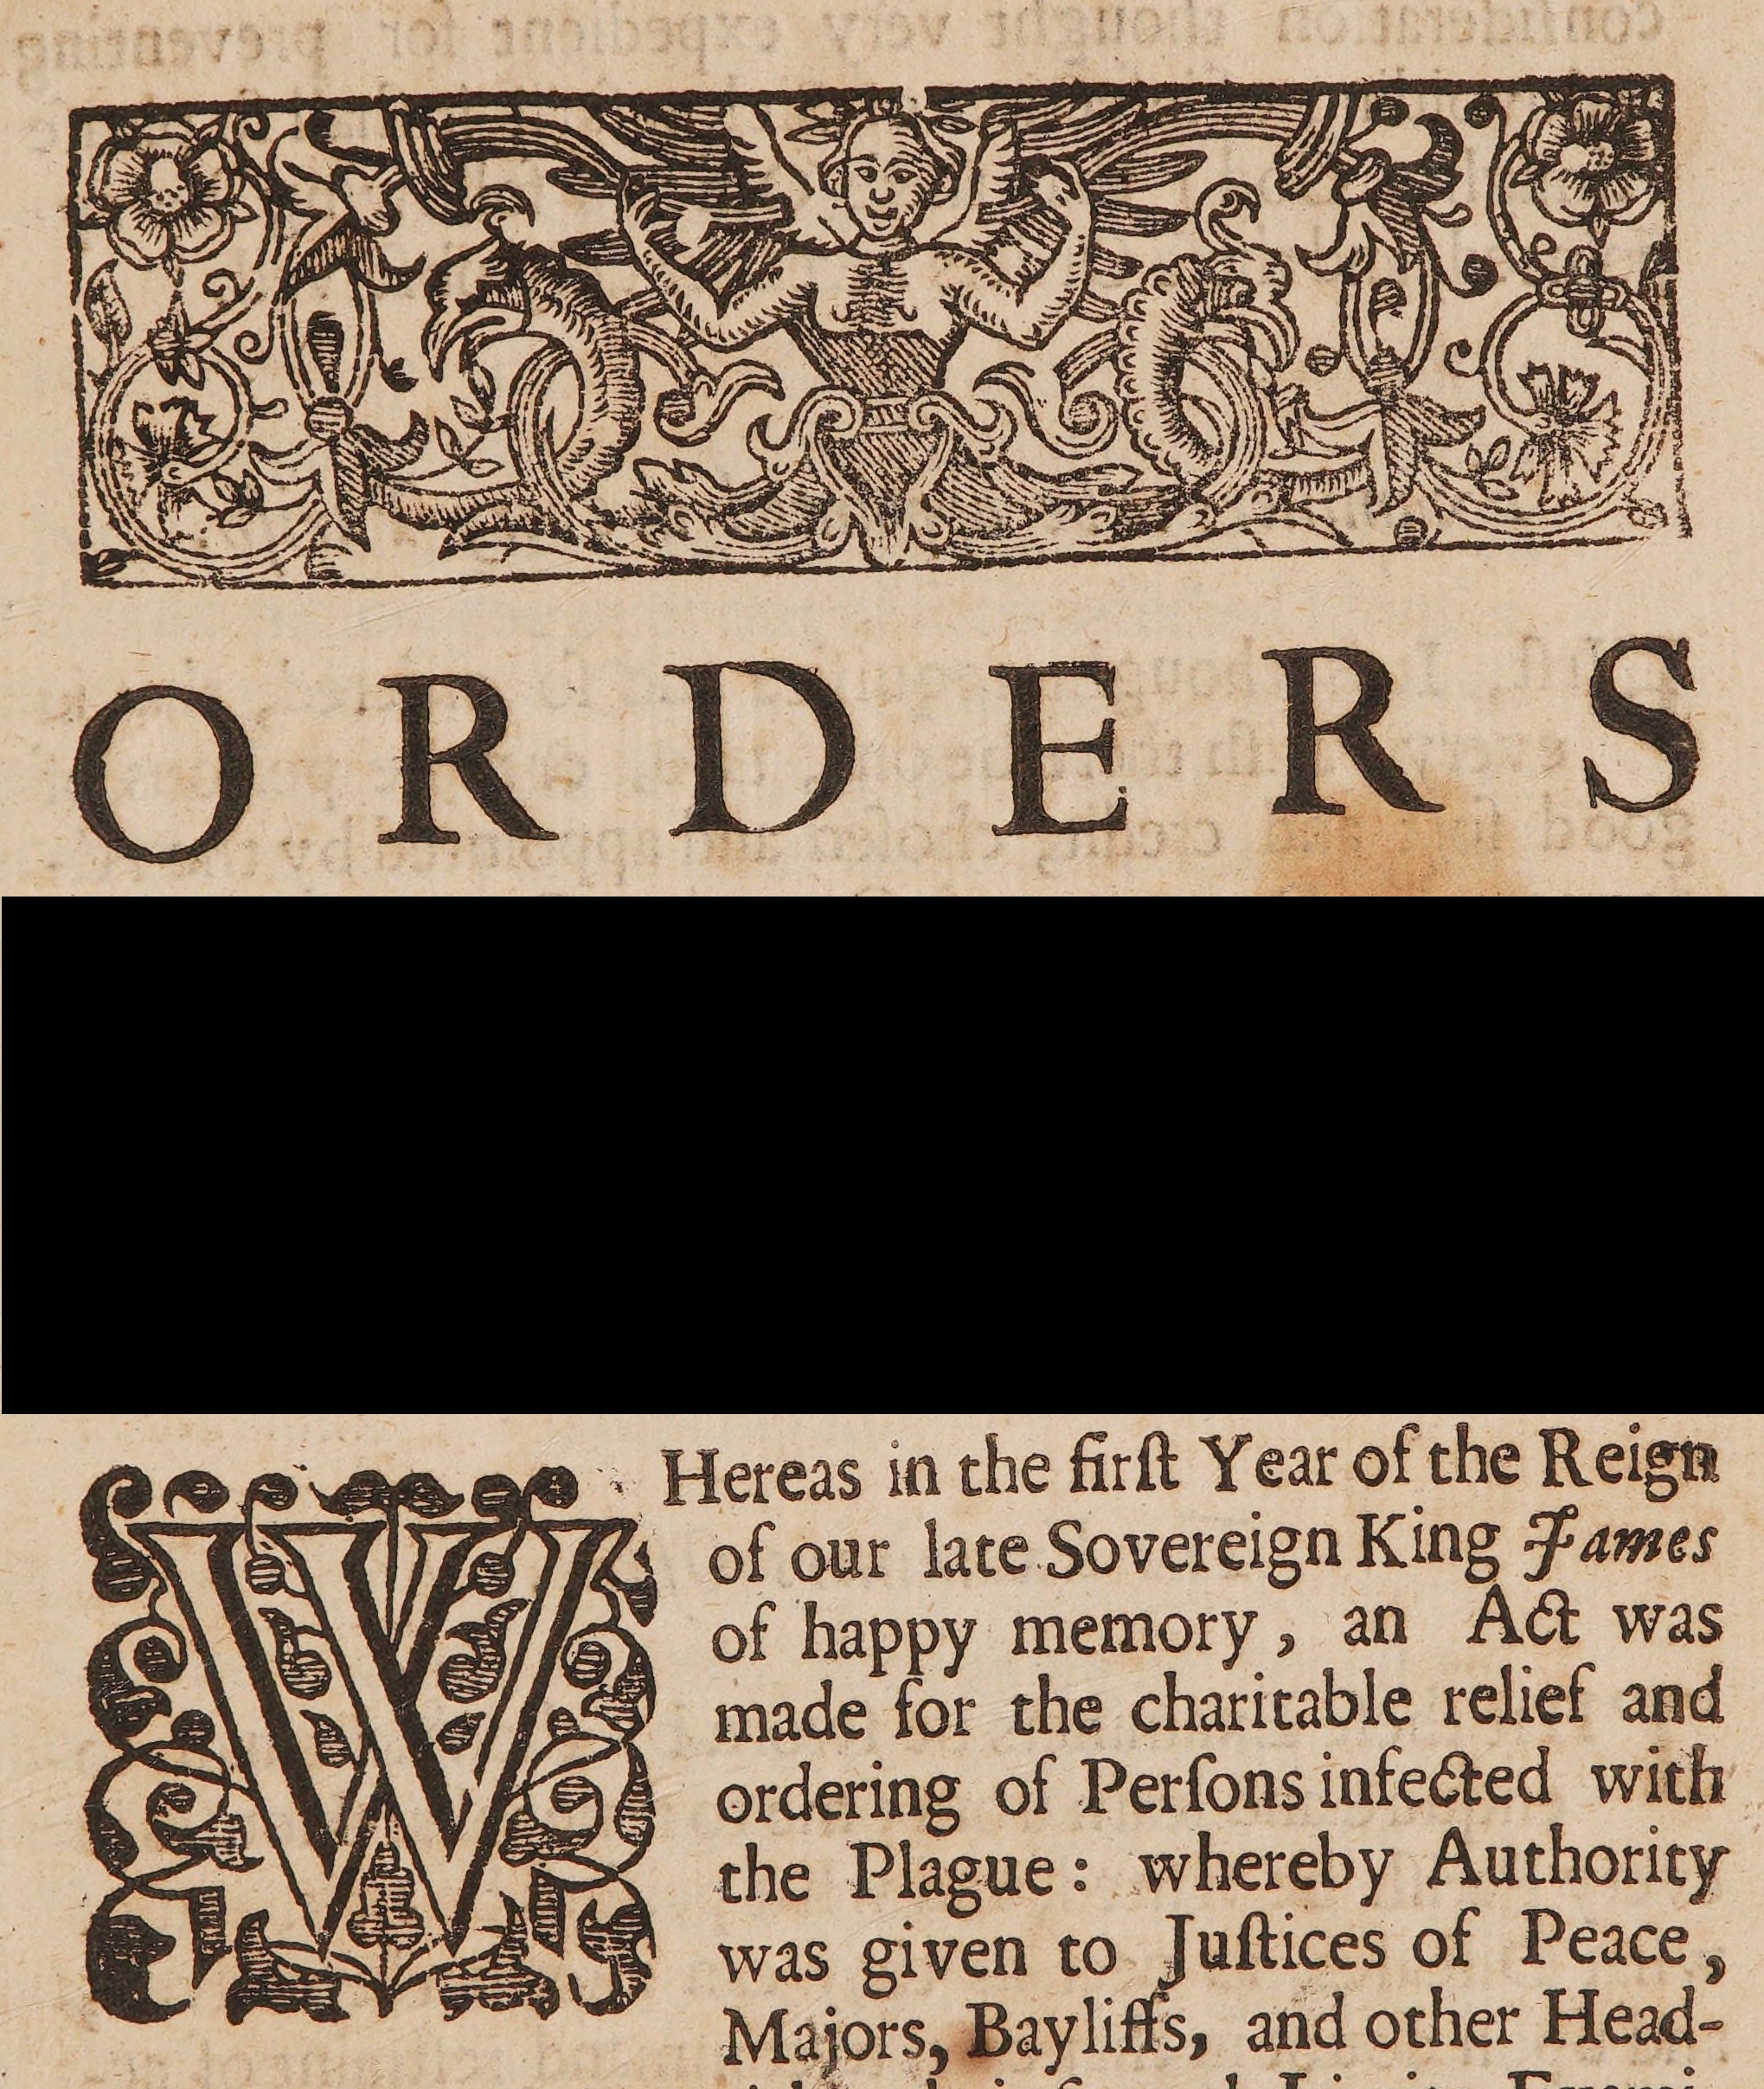 ORDERS
WHereas in the firſt Year of the Reign
of our late Sovereign King James
of happy memory, an Act was
made for the charitable relief and
ordering of Perſons infected with
the Plague: whereby Authority
was given to Juſtices of Peace,
Majors, Bayliffs, and other Head-